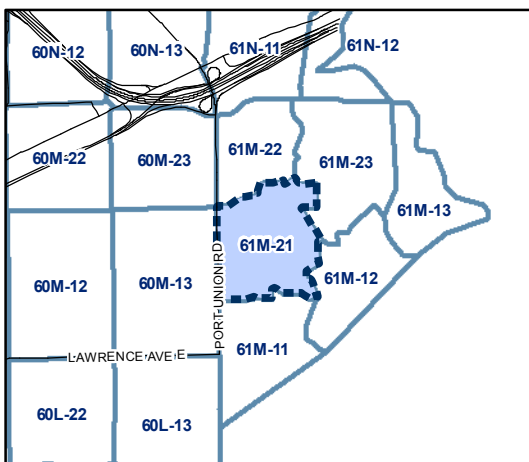 60N-12
60N-13
61N-11
61N-12
60M-22
60M-23
61M-22
61M-23
61M-13
61M-21
60M-12
60M-13
PORT UNION RD
61M-12
61M-11
LAWRENCE AVE E
60L-22
60L-13